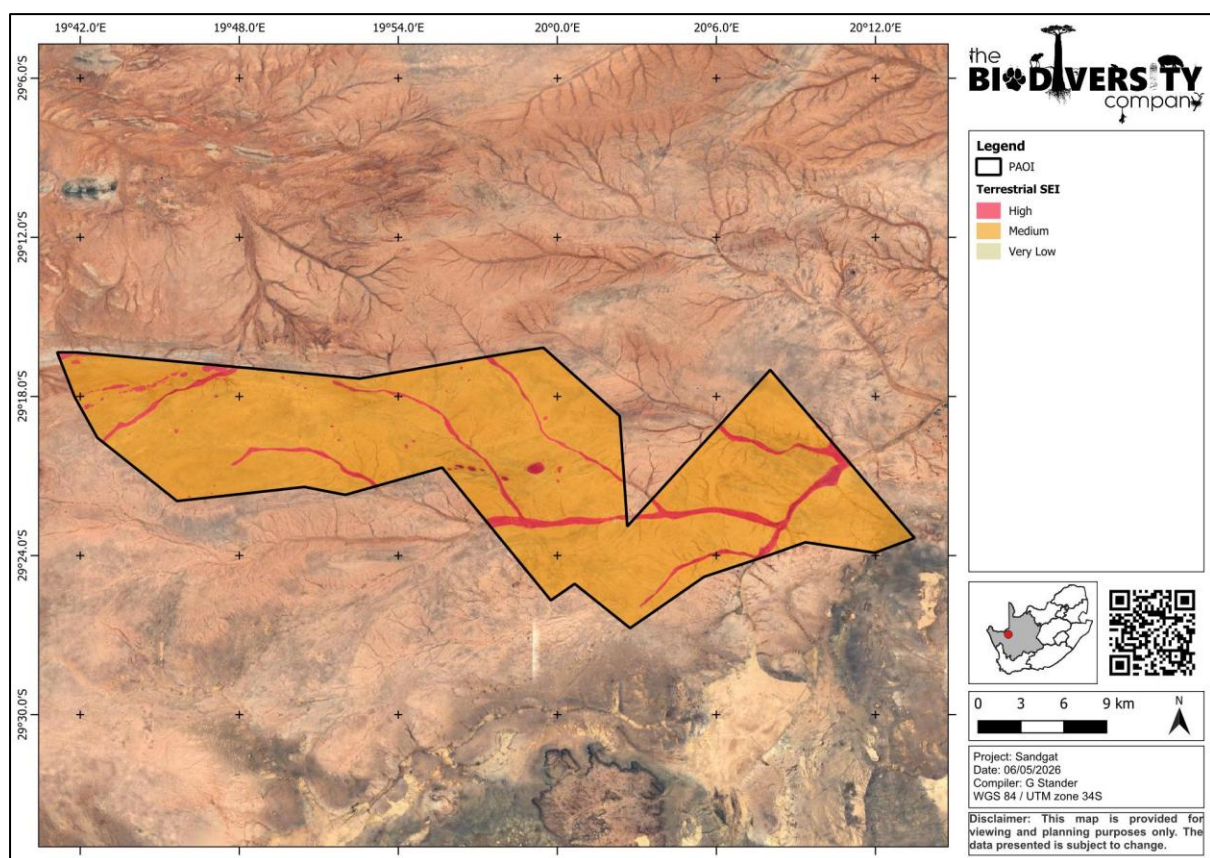 19°42.0'E 19°48.0'E 19°54.0'E 20°0.0'E 20°6.0'E 20°12.0'E
29°6.0'S
29°12.0'S
29°18.0'S
29°24.0'S
29°30.0'S
the
BIODIVERSITY
company
Legend
PAOI
Terrestrial SEI
High
Medium
Very Low
0 3 6 9 km
N
Project: Sandgat
Date: 06/05/2026
Compiler: G Stander
WGS 84 / UTM zone 34S
Disclaimer: This map is provided for
viewing and planning purposes only. The
data presented is subject to change.